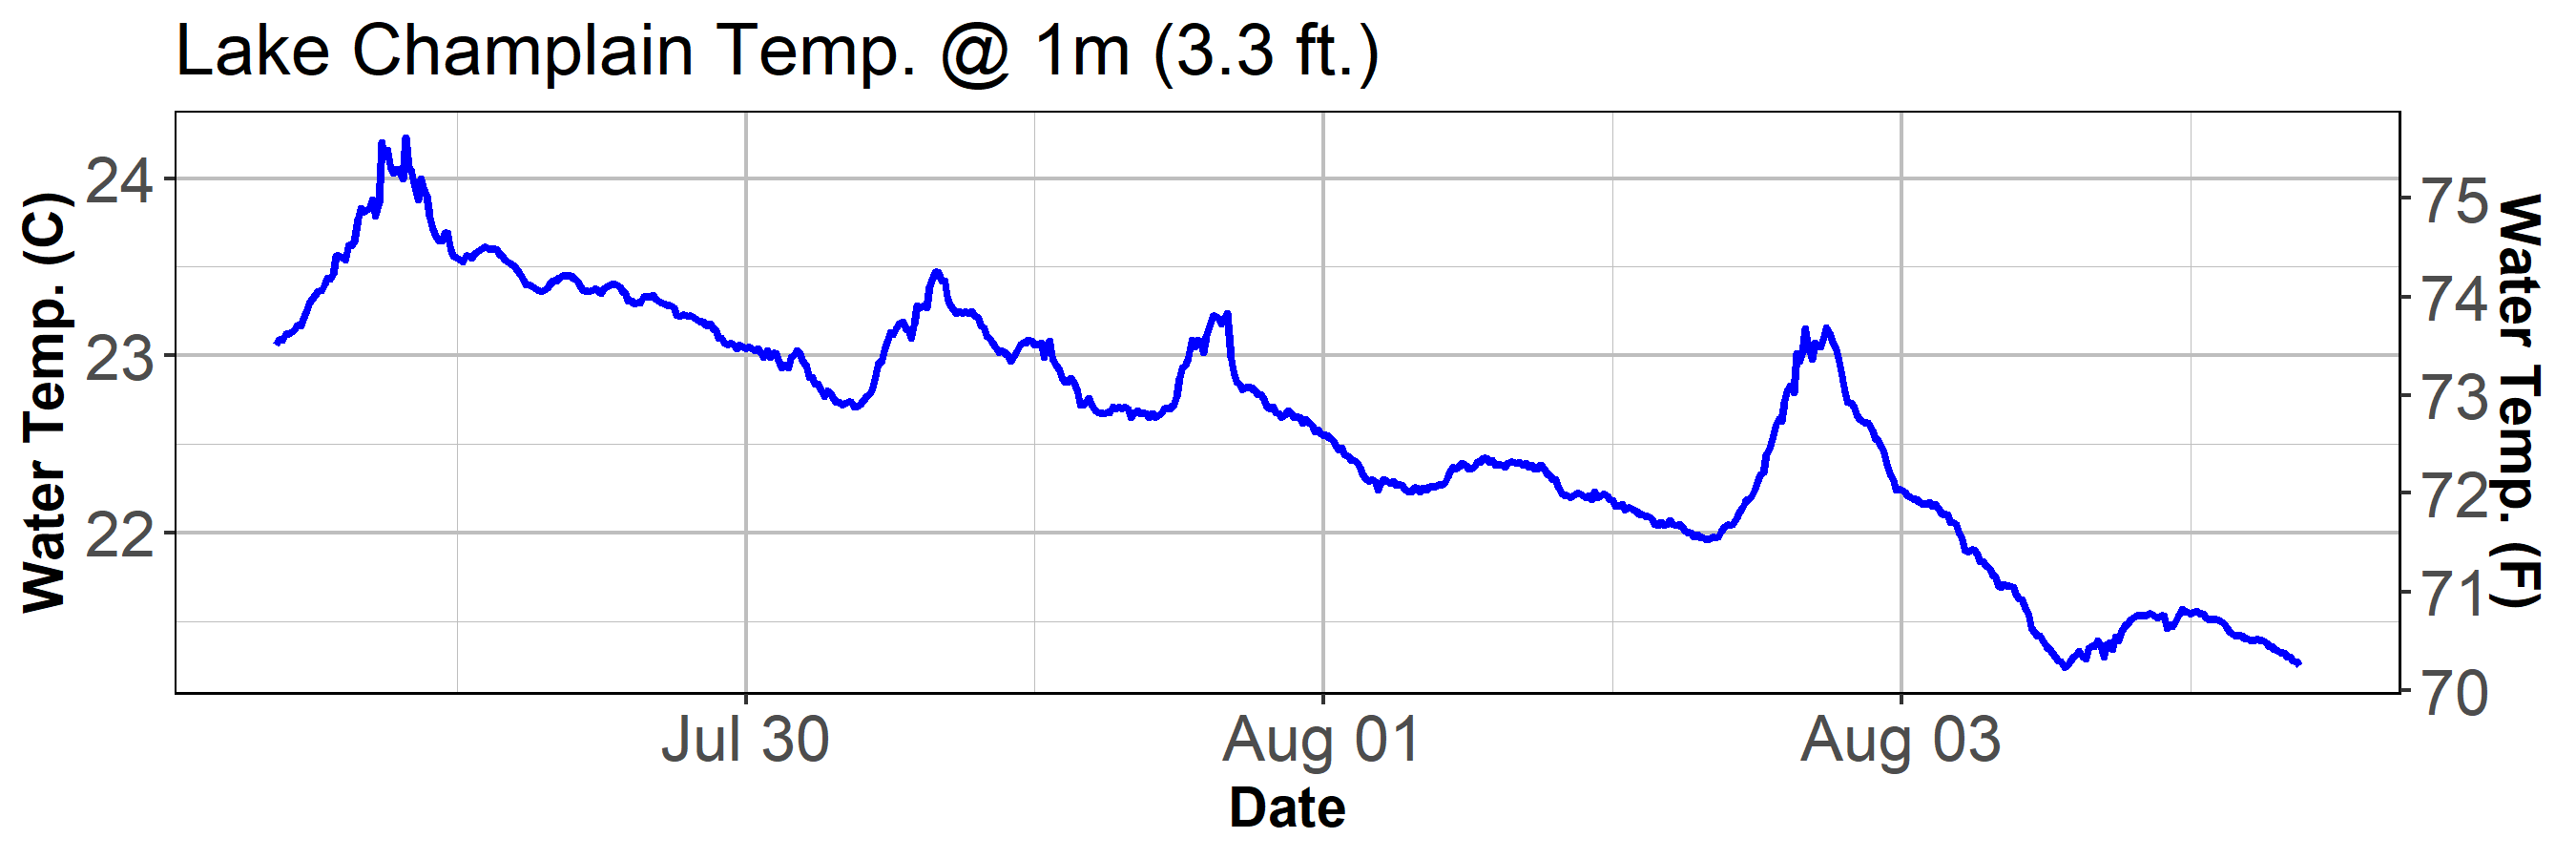 Lake Champlain Temp. @ 1m (3.3 ft.)
Water Temp. (C)
24
23
22
75
74
73
72
71
70
Water Temp. (F)
Jul 30
Aug 01
Aug 03
Date